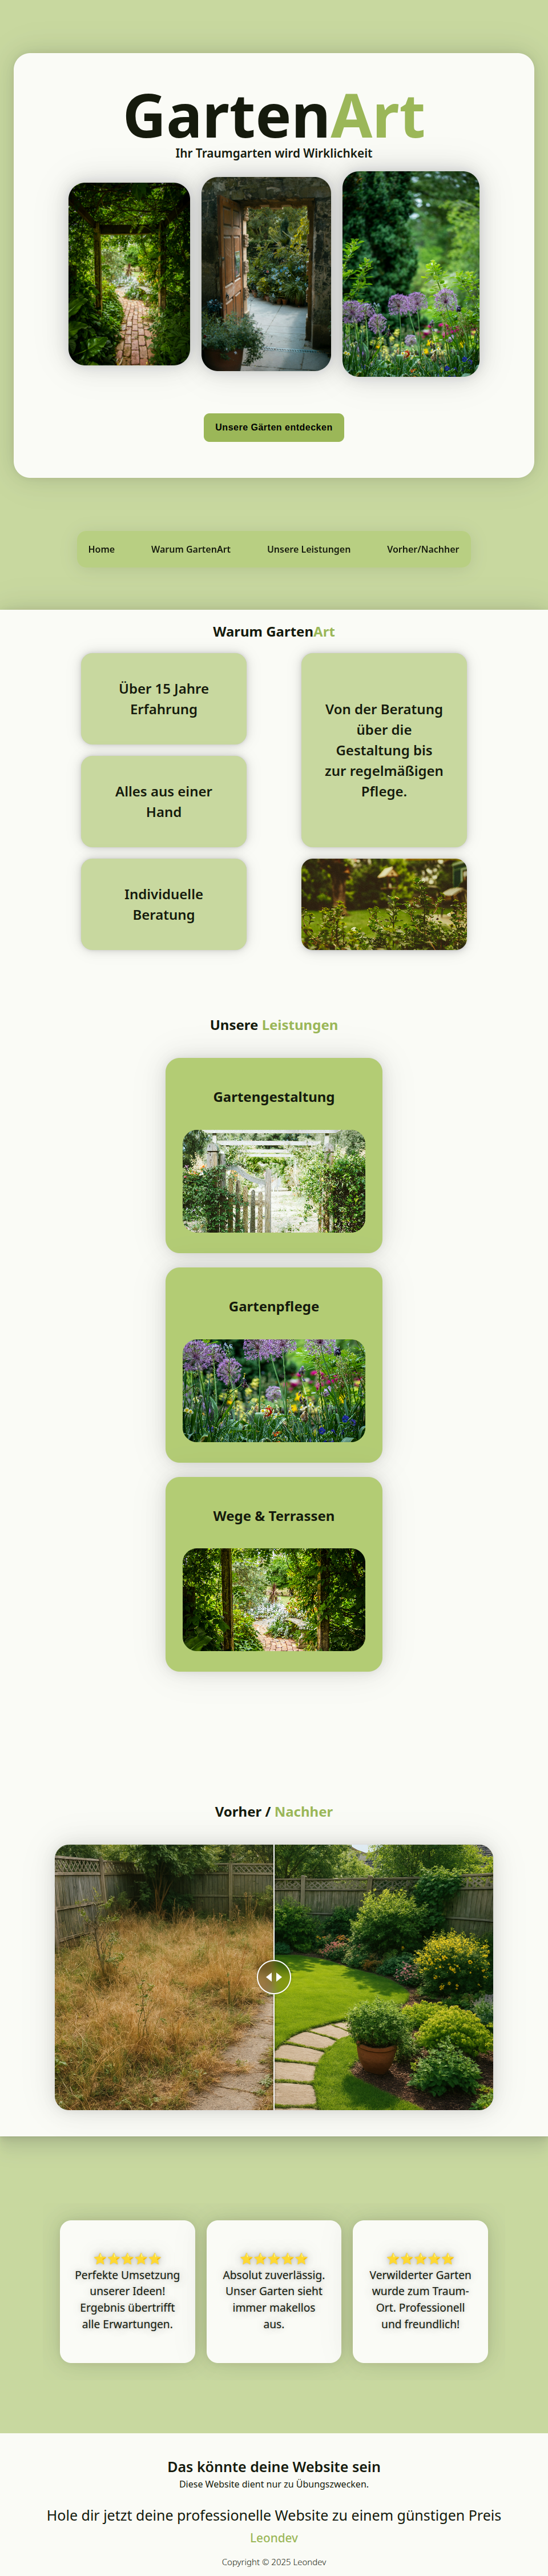 GartenArt
Ihr Traumgarten wird Wirklichkeit
Unsere Gärten entdecken
Home
Warum GartenArt
Unsere Leistungen
Vorher/Nachher
Warum GartenArt
Über 15 Jahre
Erfahrung
Alles aus einer
Hand
Individuelle
Beratung
Von der Beratung
über die
Gestaltung bis
zur regelmäßigen
Pflege.
Unsere Leistungen
Gartengestaltung
Gartenpflege
Wege & Terrassen
Vorher / Nachher
Perfekte Umsetzung
unserer Ideen!
Ergebnis übertrifft
alle Erwartungen.
Absolut zuverlässig.
Unser Garten sieht
immer makellos
aus.
Verwilderter Garten
wurde zum Traum-
Ort. Professionell
und freundlich!
Das könnte deine Website sein
Diese Website dient nur zu Übungszwecken.
Hole dir jetzt deine professionelle Website zu einem günstigen Preis
Leondev
Copyright © 2025 Leondev